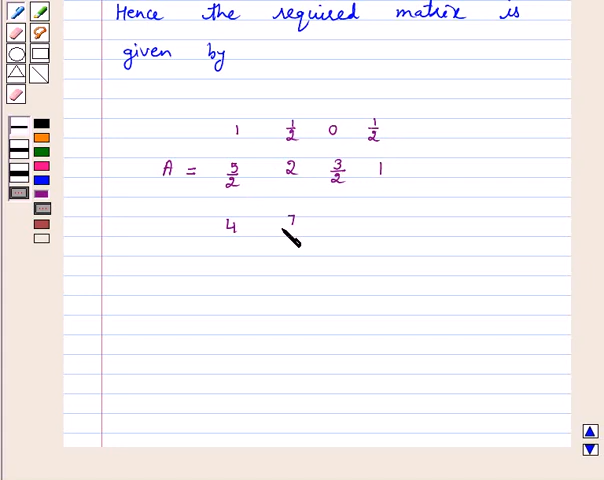 Hence the required matrix is
given by
1 1/2 0 1/2
A = 5/2 2 3/2 1
4 7